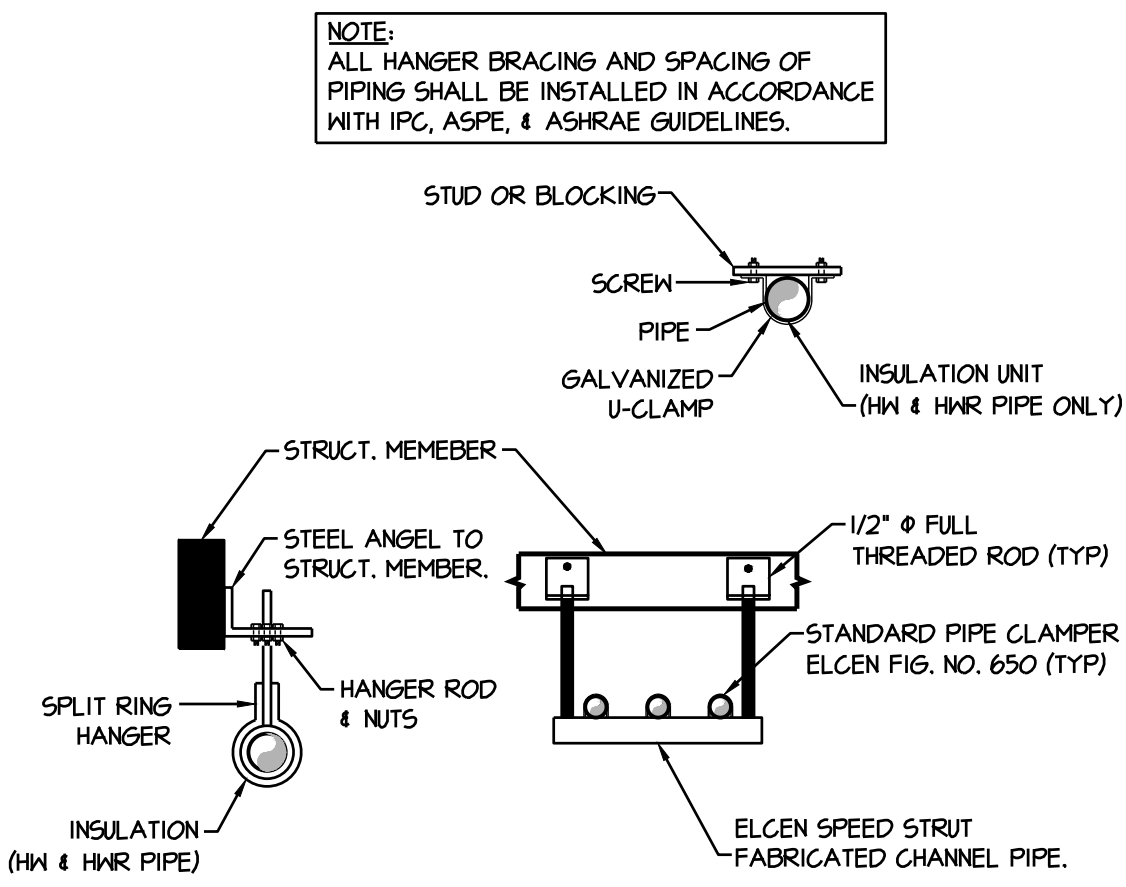 NOTE:
ALL HANGER BRACING AND SPACING OF
PIPING SHALL BE INSTALLED IN ACCORDANCE
WITH IPC, ASPE, & ASHRAE GUIDELINES.
STUD OR BLOCKING
SCREW
PIPE
GALVANIZED
U-CLAMP
INSULATION UNIT
(HW & HWR PIPE ONLY)
STRUCT. MEMEBER
STEEL ANGEL TO
STRUCT. MEMBER.
HANGER ROD
& NUTS
SPLIT RING
HANGER
INSULATION
(HW & HWR PIPE)
1/2" Φ FULL
THREADED ROD (TYP)
STANDARD PIPE CLAMPER
ELCEN FIG. NO. 650 (TYP)
ELCEN SPEED STRUT
FABRICATED CHANNEL PIPE.